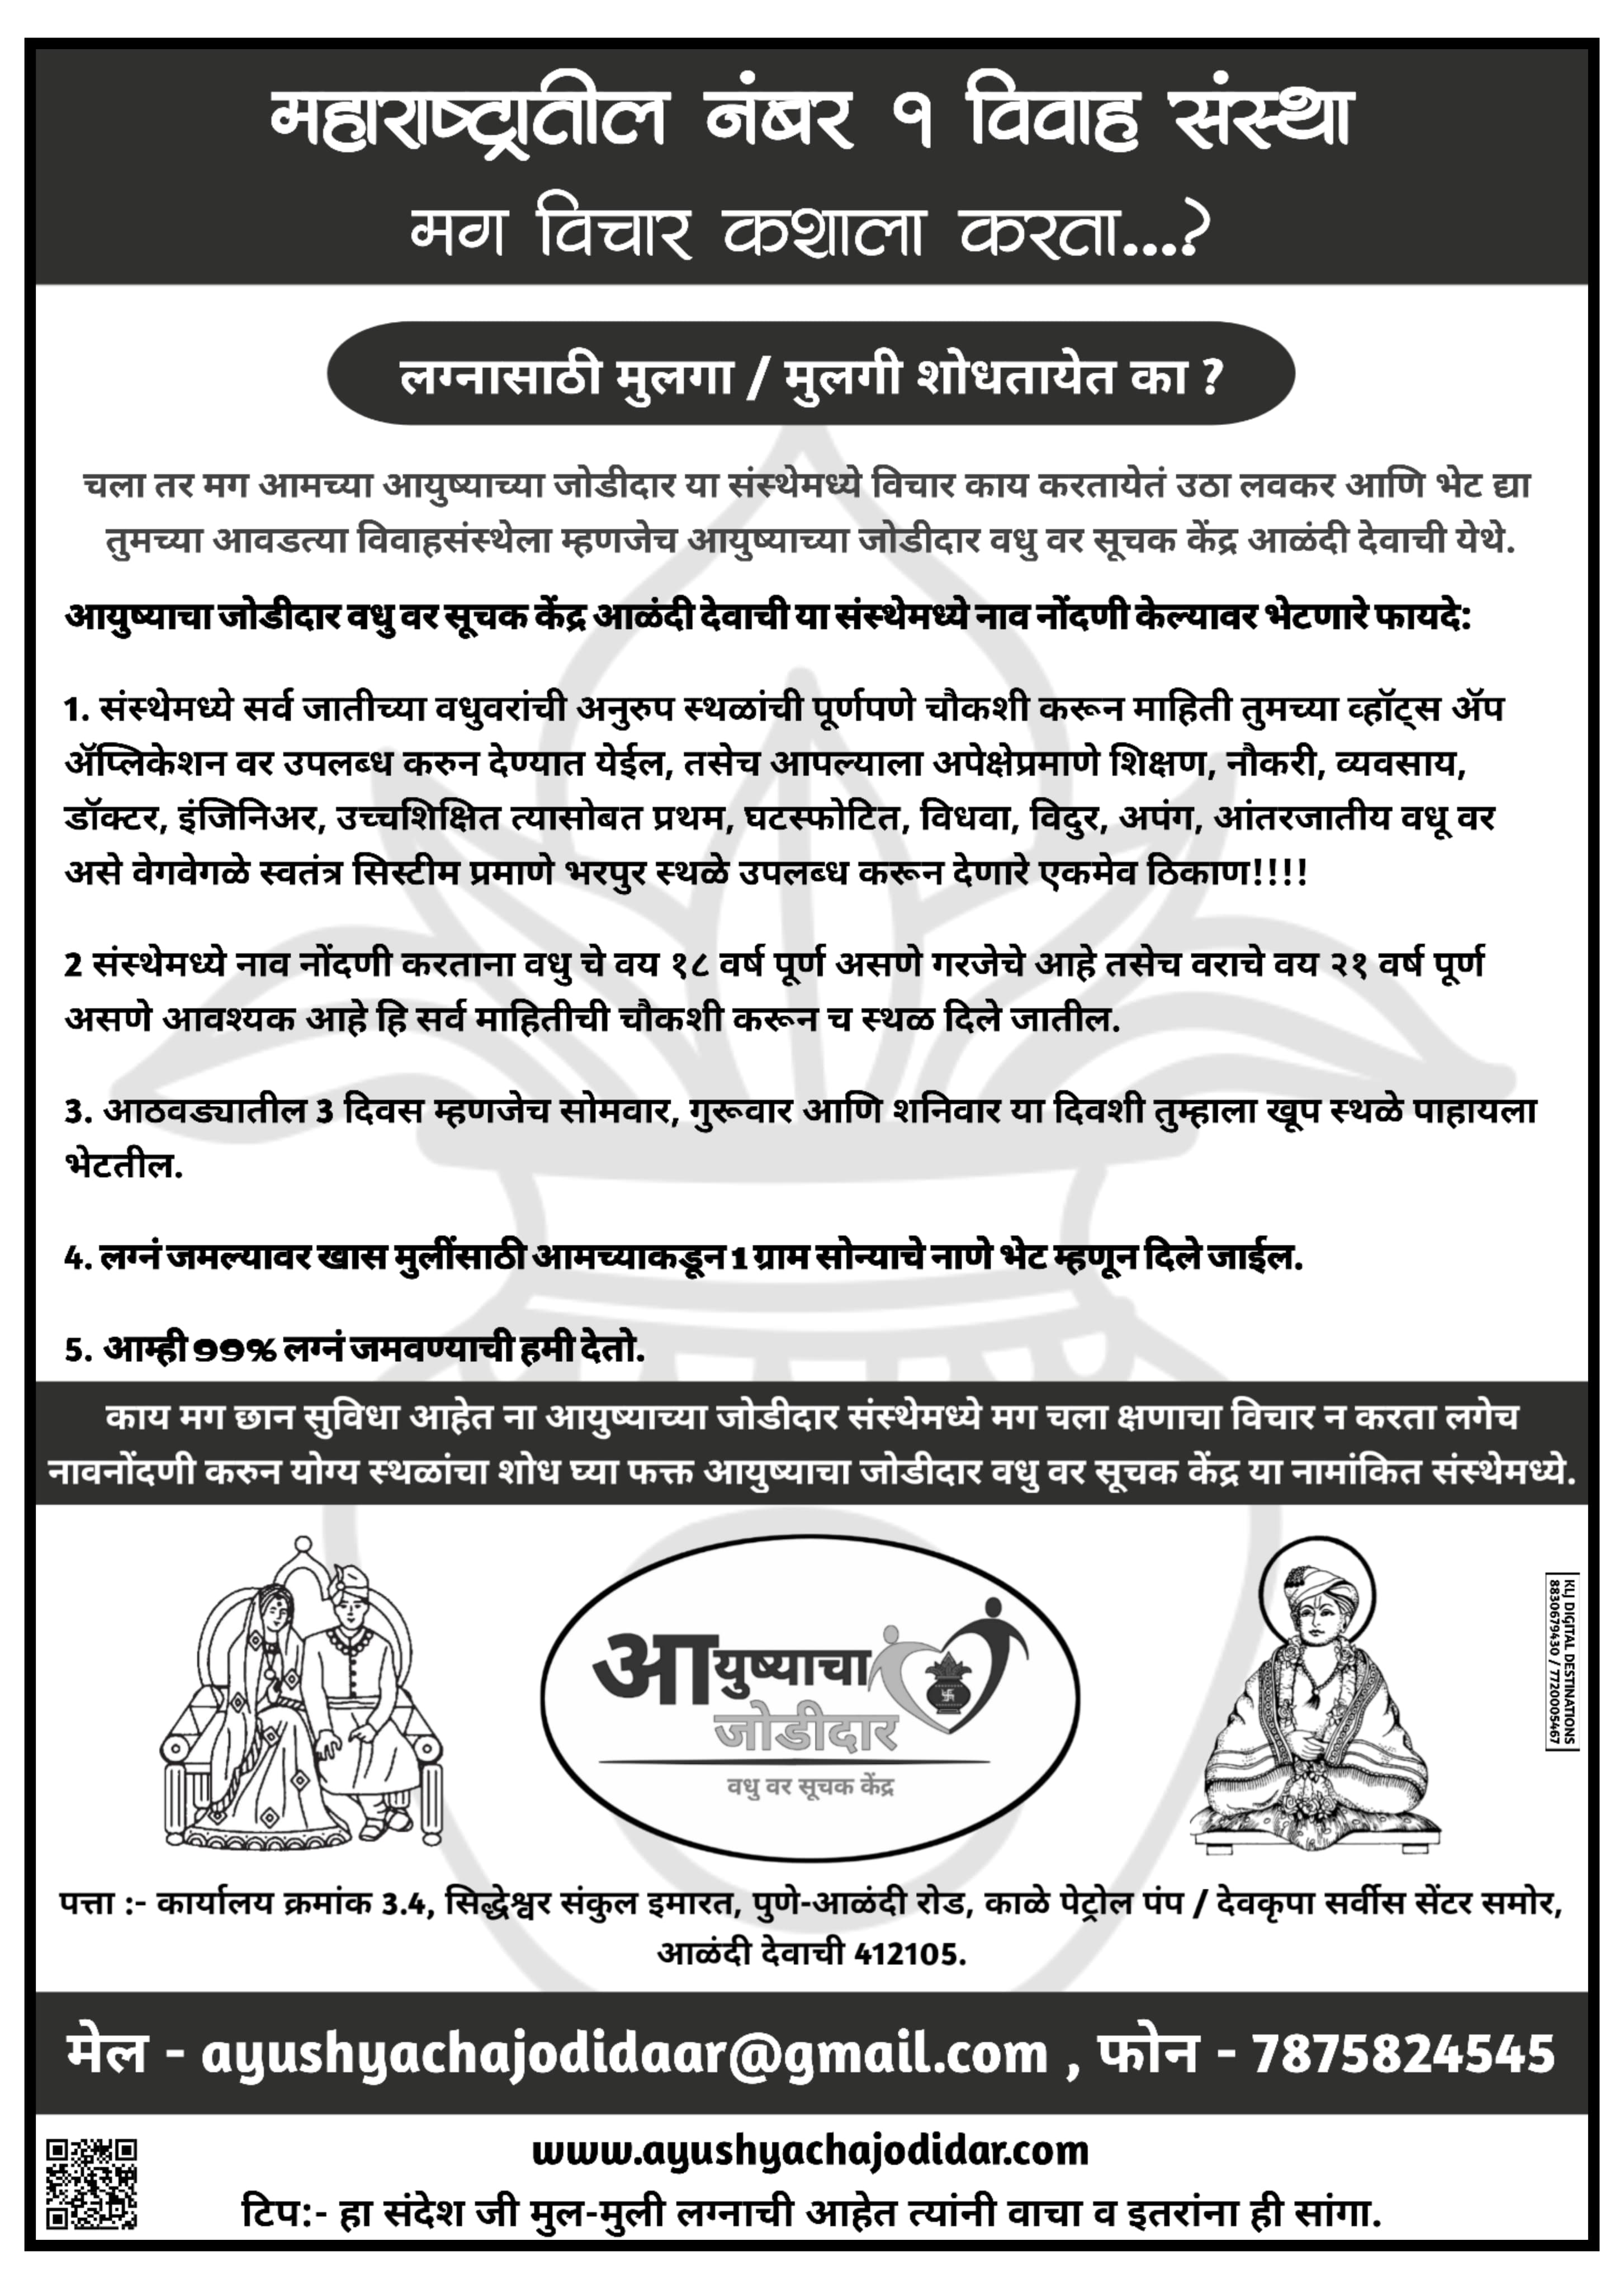 महाराष्ट्रातील नंबर १ विवाह संस्था
मग विचार कशाला करता...?
लग्नासाठी मुलगा / मुलगी शोधतायेत का ?
चला तर मग आमच्या आयुष्याच्या जोडीदार या संस्थेमध्ये विचार काय करतायेतं उठा लवकर आणि भेट द्या
तुमच्या आवडत्या विवाहसंस्थेला म्हणजेच आयुष्याच्या जोडीदार वधु वर सूचक केंद्र आळंदी देवाची येथे.
आयुष्याचा जोडीदार वधु वर सूचक केंद्र आळंदी देवाची या संस्थेमध्ये नाव नोंदणी केल्यावर भेटणारे फायदे:
1. संस्थेमध्ये सर्व जातीच्या वधुवरांची अनुरुप स्थळांची पूर्णपणे चौकशी करून माहिती तुमच्या व्हॉट्स ॲप
ॲप्लिकेशन वर उपलब्ध करुन देण्यात येईल, तसेच आपल्याला अपेक्षेप्रमाणे शिक्षण, नौकरी, व्यवसाय,
डॉक्टर, इंजिनिअर, उच्चशिक्षित त्यासोबत प्रथम, घटस्फोटित, विधवा, विदुर, अपंग, आंतरजातीय वधू वर
असे वेगवेगळे स्वतंत्र सिस्टीम प्रमाणे भरपुर स्थळे उपलब्ध करून देणारे एकमेव ठिकाण!!!!
2 संस्थेमध्ये नाव नोंदणी करताना वधु चे वय १८ वर्ष पूर्ण असणे गरजेचे आहे तसेच वराचे वय २१ वर्ष पूर्ण
असणे आवश्यक आहे हि सर्व माहितीची चौकशी करून च स्थळ दिले जातील.
3. आठवड्यातील 3 दिवस म्हणजेच सोमवार, गुरूवार आणि शनिवार या दिवशी तुम्हाला खूप स्थळे पाहायला
भेटतील.
4. लग्नं जमल्यावर खास मुलींसाठी आमच्याकडून 1 ग्राम सोन्याचे नाणे भेट म्हणून दिले जाईल.
5. आम्ही 99% लग्नं जमवण्याची हमी देतो.
काय मग छान सुविधा आहेत ना आयुष्याच्या जोडीदार संस्थेमध्ये मग चला क्षणाचा विचार न करता लगेच
नावनोंदणी करुन योग्य स्थळांचा शोध घ्या फक्त आयुष्याचा जोडीदार वधु वर सूचक केंद्र या नामांकित संस्थेमध्ये.
आयुष्याचा
जोडीदार
वधु वर सूचक केंद्र
KLJ DIGITAL DESTINATIONS
8830679430 / 7720005467
पत्ता :- कार्यालय क्रमांक 3.4, सिद्धेश्वर संकुल इमारत, पुणे-आळंदी रोड, काळे पेट्रोल पंप / देवकृपा सर्वीस सेंटर समोर,
आळंदी देवाची 412105.
मेल - ayushyachajodidaar@gmail.com , फोन - 7875824545
www.ayushyachajodidar.com
टिप:- हा संदेश जी मुल-मुली लग्नाची आहेत त्यांनी वाचा व इतरांना ही सांगा.